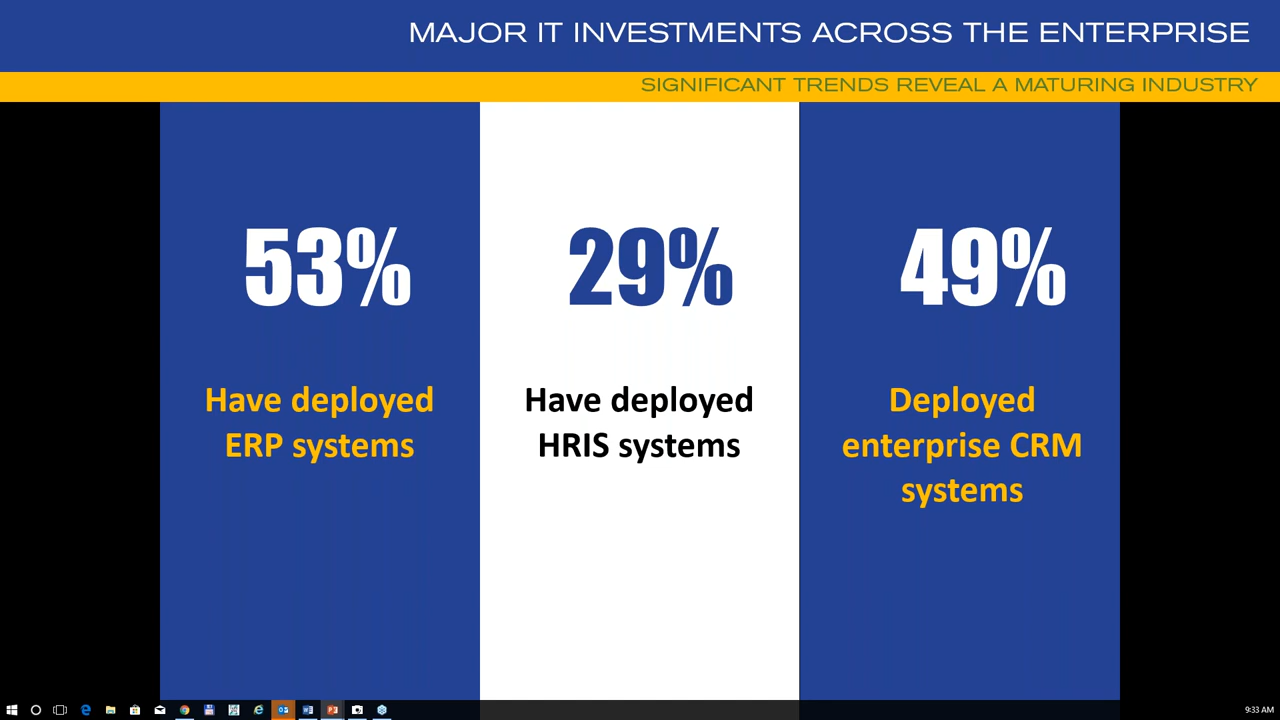 MAJOR IT INVESTMENTS ACROSS THE ENTERPRISE
SIGNIFICANT TRENDS REVEAL A MATURING INDUSTRY
53%
Have deployed
ERP systems
29%
Have deployed
HRIS systems
49%
Deployed
enterprise CRM
systems
9:33 AM